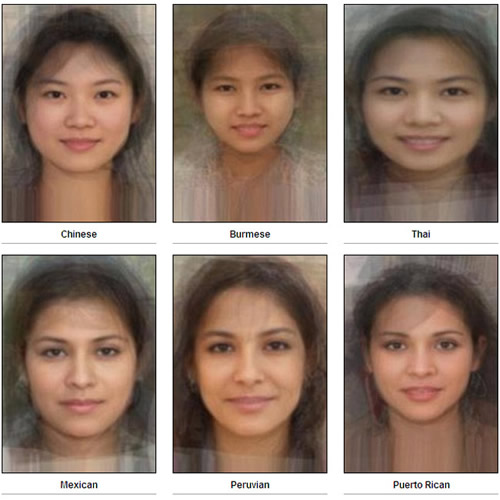 Chinese
Burmese
Thai
Mexican
Peruvian
Puerto Rican